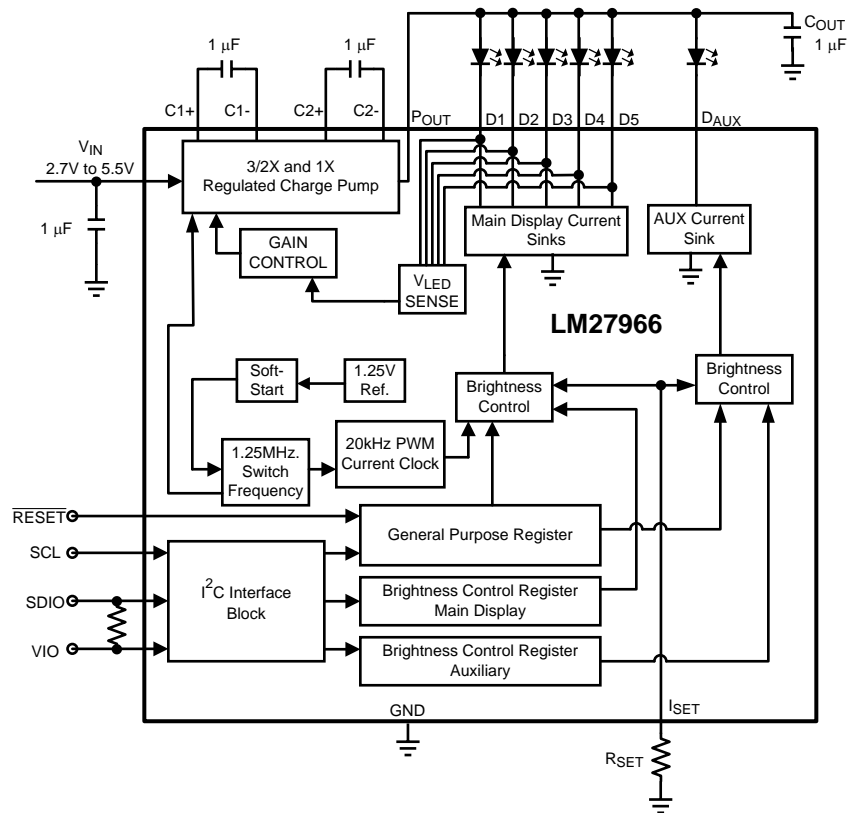 COUT
1 µF
1 µF
1 µF
C1+
C1-
C2+
C2-
POUT
D1
D2
D3
D4
D5
DAUX
VIN
2.7V to 5.5V
1 µF
3/2X and 1X
Regulated Charge Pump
GAIN
CONTROL
VLED
SENSE
Main Display Current
Sinks
AUX Current
Sink
LM27966
Soft-
Start
1.25V
Ref.
Brightness
Control
Brightness
Control
1.25MHz.
Switch
Frequency
20kHz PWM
Current Clock
RESET
SCL
SDIO
VIO
I²C Interface
Block
General Purpose Register
Brightness Control Register
Main Display
Brightness Control Register
Auxiliary
GND
ISET
RSET